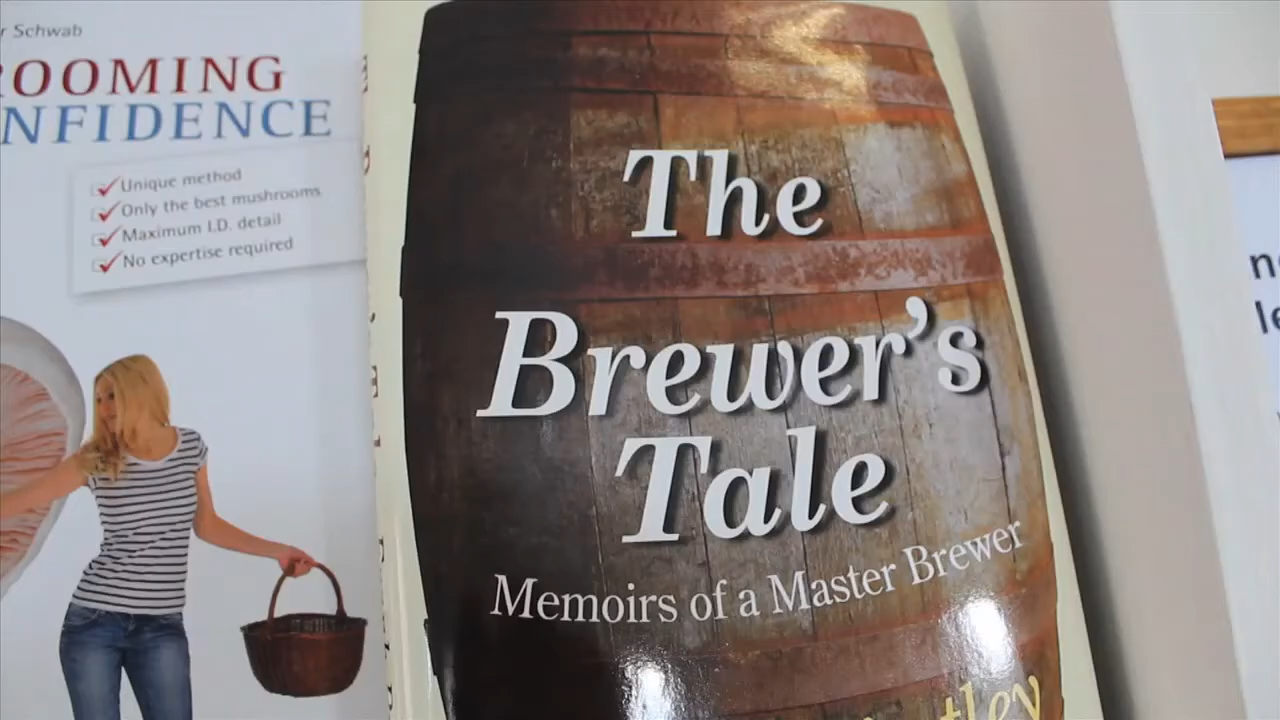 r Schwab
ROOMING
NFIDENCE
Unique method
Only the best mushrooms
Maximum I.D. detail
No expertise required
The
Brewer's
Tale
Memoirs of a Master Brewer